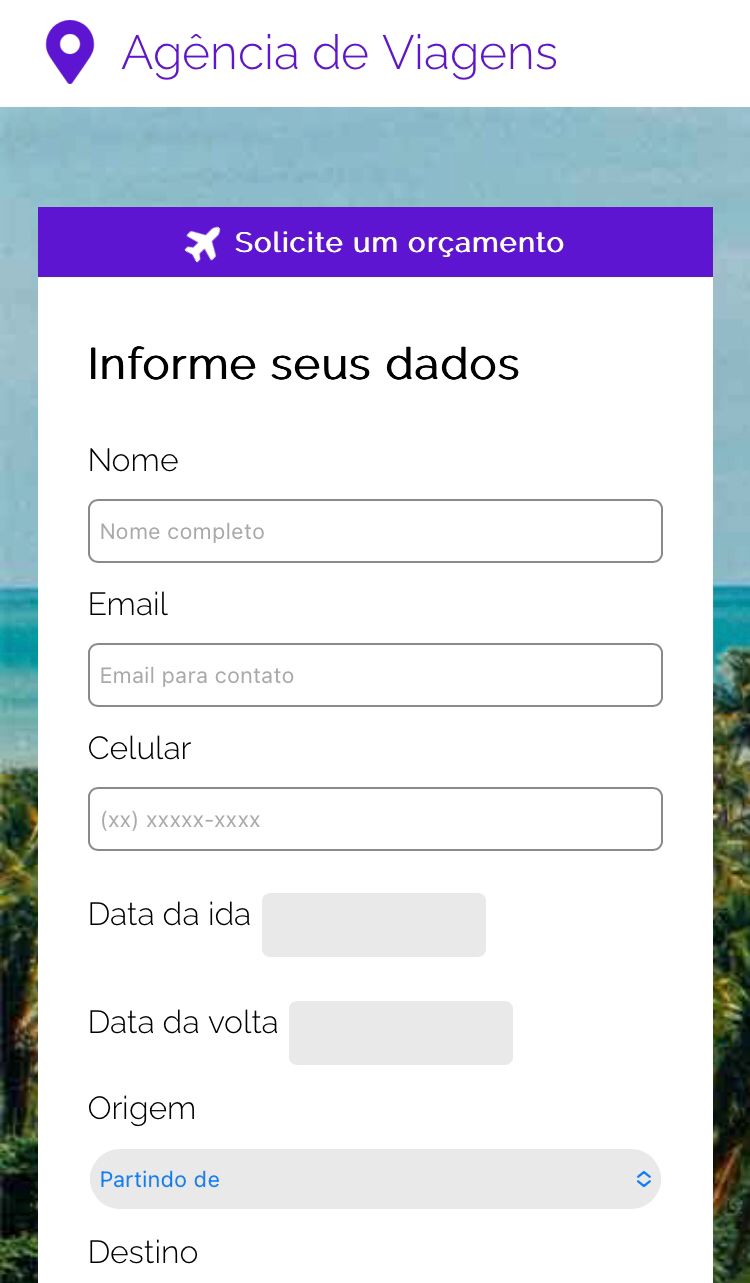 Agência de Viagens
Solicite um orçamento
Informe seus dados
Nome
Nome completo
Email
Email para contato
Celular
(xx) xxxxx-xxxx
Data da ida
Data da volta
Origem
Partindo de
Destino